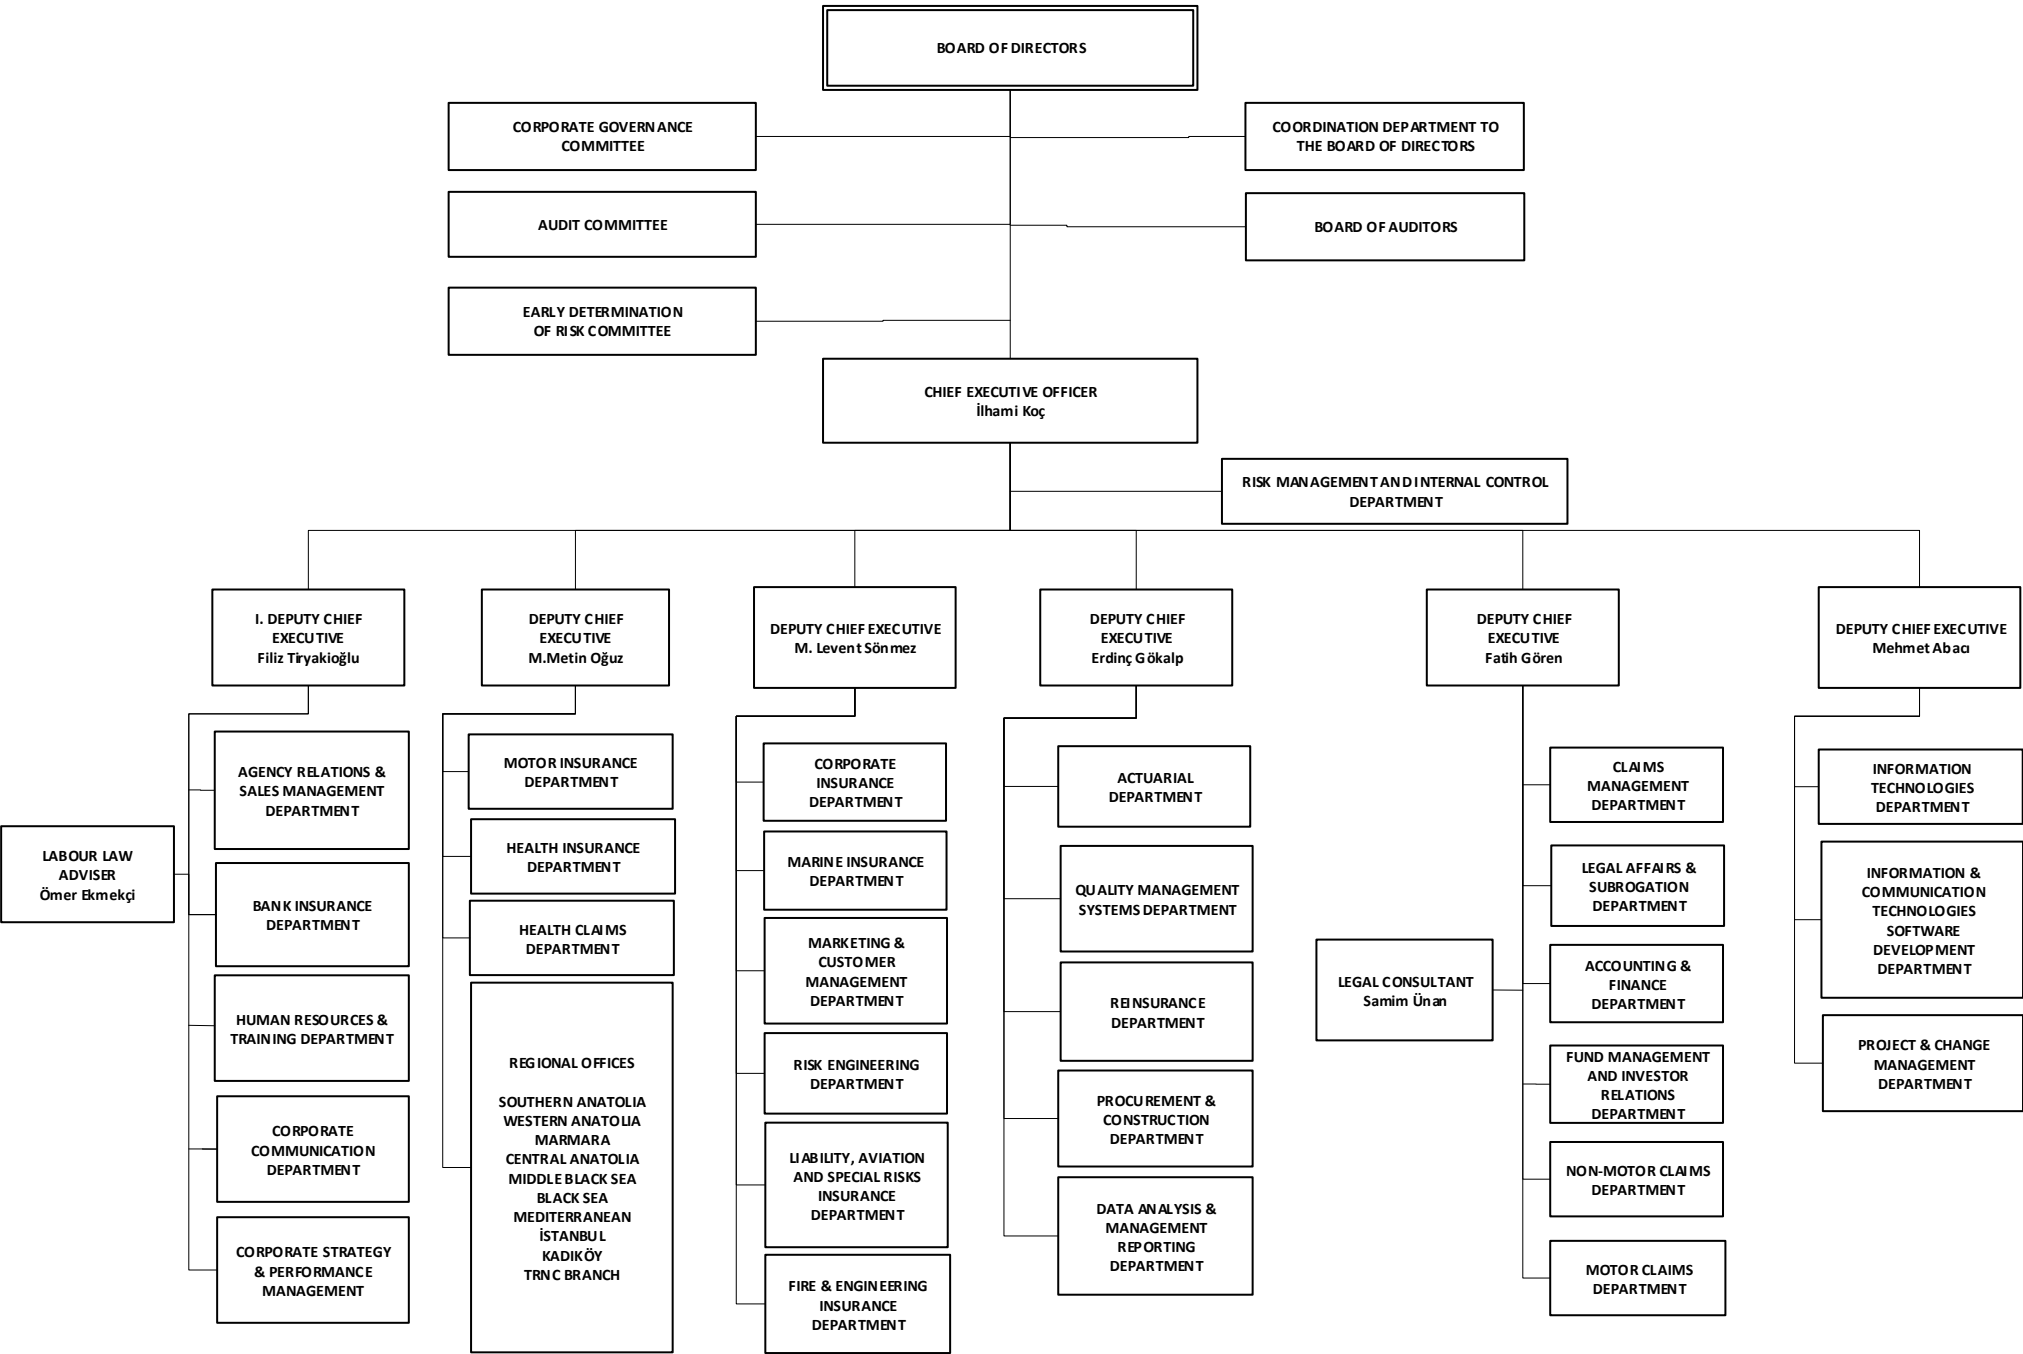 BOARD OF DIRECTORS
CORPORATE GOVERNANCE
COMMITTEE
COORDINATION DEPARTMENT TO
THE BOARD OF DIRECTORS
AUDIT COMMITTEE
BOARD OF AUDITORS
EARLY DETERMINATION
OF RISK COMMITTEE
CHIEF EXECUTIVE OFFICER
İlhami Koç
RISK MANAGEMENT AND INTERNAL CONTROL
DEPARTMENT
I. DEPUTY CHIEF
EXECUTIVE
Filiz Tiryakioğlu
DEPUTY CHIEF
EXECUTIVE
M.Metin Oğuz
DEPUTY CHIEF EXECUTIVE
M. Levent Sönmez
DEPUTY CHIEF
EXECUTIVE
Erdinç Gökalp
DEPUTY CHIEF
EXECUTIVE
Fatih Gören
DEPUTY CHIEF EXECUTIVE
Mehmet Abacı
LABOUR LAW
ADVISER
Ömer Ekmekçi
AGENCY RELATIONS &
SALES MANAGEMENT
DEPARTMENT
BANK INSURANCE
DEPARTMENT
HUMAN RESOURCES &
TRAINING DEPARTMENT
CORPORATE
COMMUNICATION
DEPARTMENT
CORPORATE STRATEGY
& PERFORMANCE
MANAGEMENT
MOTOR INSURANCE
DEPARTMENT
HEALTH INSURANCE
DEPARTMENT
HEALTH CLAIMS
DEPARTMENT
REGIONAL OFFICES
SOUTHERN ANATOLIA
WESTERN ANATOLIA
MARMARA
CENTRAL ANATOLIA
MIDDLE BLACK SEA
BLACK SEA
MEDITERRANEAN
İSTANBUL
KADIKÖY
TRNC BRANCH
CORPORATE
INSURANCE
DEPARTMENT
MARINE INSURANCE
DEPARTMENT
MARKETING &
CUSTOMER
MANAGEMENT
DEPARTMENT
RISK ENGINEERING
DEPARTMENT
LIABILITY, AVIATION
AND SPECIAL RISKS
INSURANCE
DEPARTMENT
FIRE & ENGINEERING
INSURANCE
DEPARTMENT
ACTUARIAL
DEPARTMENT
QUALITY MANAGEMENT
SYSTEMS DEPARTMENT
REINSURANCE
DEPARTMENT
PROCUREMENT &
CONSTRUCTION
DEPARTMENT
DATA ANALYSIS &
MANAGEMENT
REPORTING
DEPARTMENT
LEGAL CONSULTANT
Samim Ünan
CLAIMS
MANAGEMENT
DEPARTMENT
LEGAL AFFAIRS &
SUBROGATION
DEPARTMENT
ACCOUNTING &
FINANCE
DEPARTMENT
FUND MANAGEMENT
AND INVESTOR
RELATIONS
DEPARTMENT
NON-MOTOR CLAIMS
DEPARTMENT
MOTOR CLAIMS
DEPARTMENT
INFORMATION
TECHNOLOGIES
DEPARTMENT
INFORMATION &
COMMUNICATION
TECHNOLOGIES
SOFTWARE
DEVELOPMENT
DEPARTMENT
PROJECT & CHANGE
MANAGEMENT
DEPARTMENT